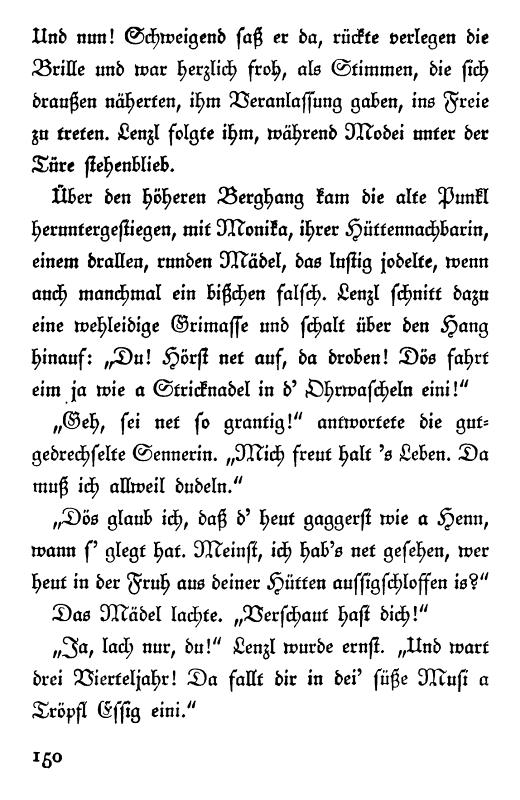 Und nun! Schweigend saß er da, rückte verlegen die
Brille und war herzlich froh, als Stimmen, die sich
draußen näherten, ihm Veranlassung gaben, ins Freie
zu treten. Lenzl folgte ihm, während Modei unter der
Türe stehenblieb.
Über den höheren Berghang kam die alte Punkl
heruntergestiegen, mit Monika, ihrer Hüttennachbarin,
einem drallen, runden Mädel, das lustig jodelte, wenn
auch manchmal ein bißchen falsch. Lenzl schnitt dazu
eine wehleidige Grimasse und schalt über den Hang
hinauf: „Du! Hörst net auf, da droben! Dös fahrt
eim ja wie a Stricknadel in d' Ohrwascheln eini!“
„Geh, sei net so grantig!“ antwortete die gut-
gedrechselte Sennerin. „Mich freut halt 's Leben. Da
muß ich allweil dudeln.“
„Dös glaub ich, daß d' heut gaggerst wie a Henn,
wann s' glegt hat. Meinst, ich hab's net gesehen, wer
heut in der Fruh aus deiner Hütten aussigschloffen is?“
Das Mädel lachte. „Verschaut hast dich!“
„Ja, lach nur, du!“ Lenzl wurde ernst. „Und wart
drei Vierteljahr! Da fallt dir in dei' süße Musi a
Tröpfl Essig eini.“
150